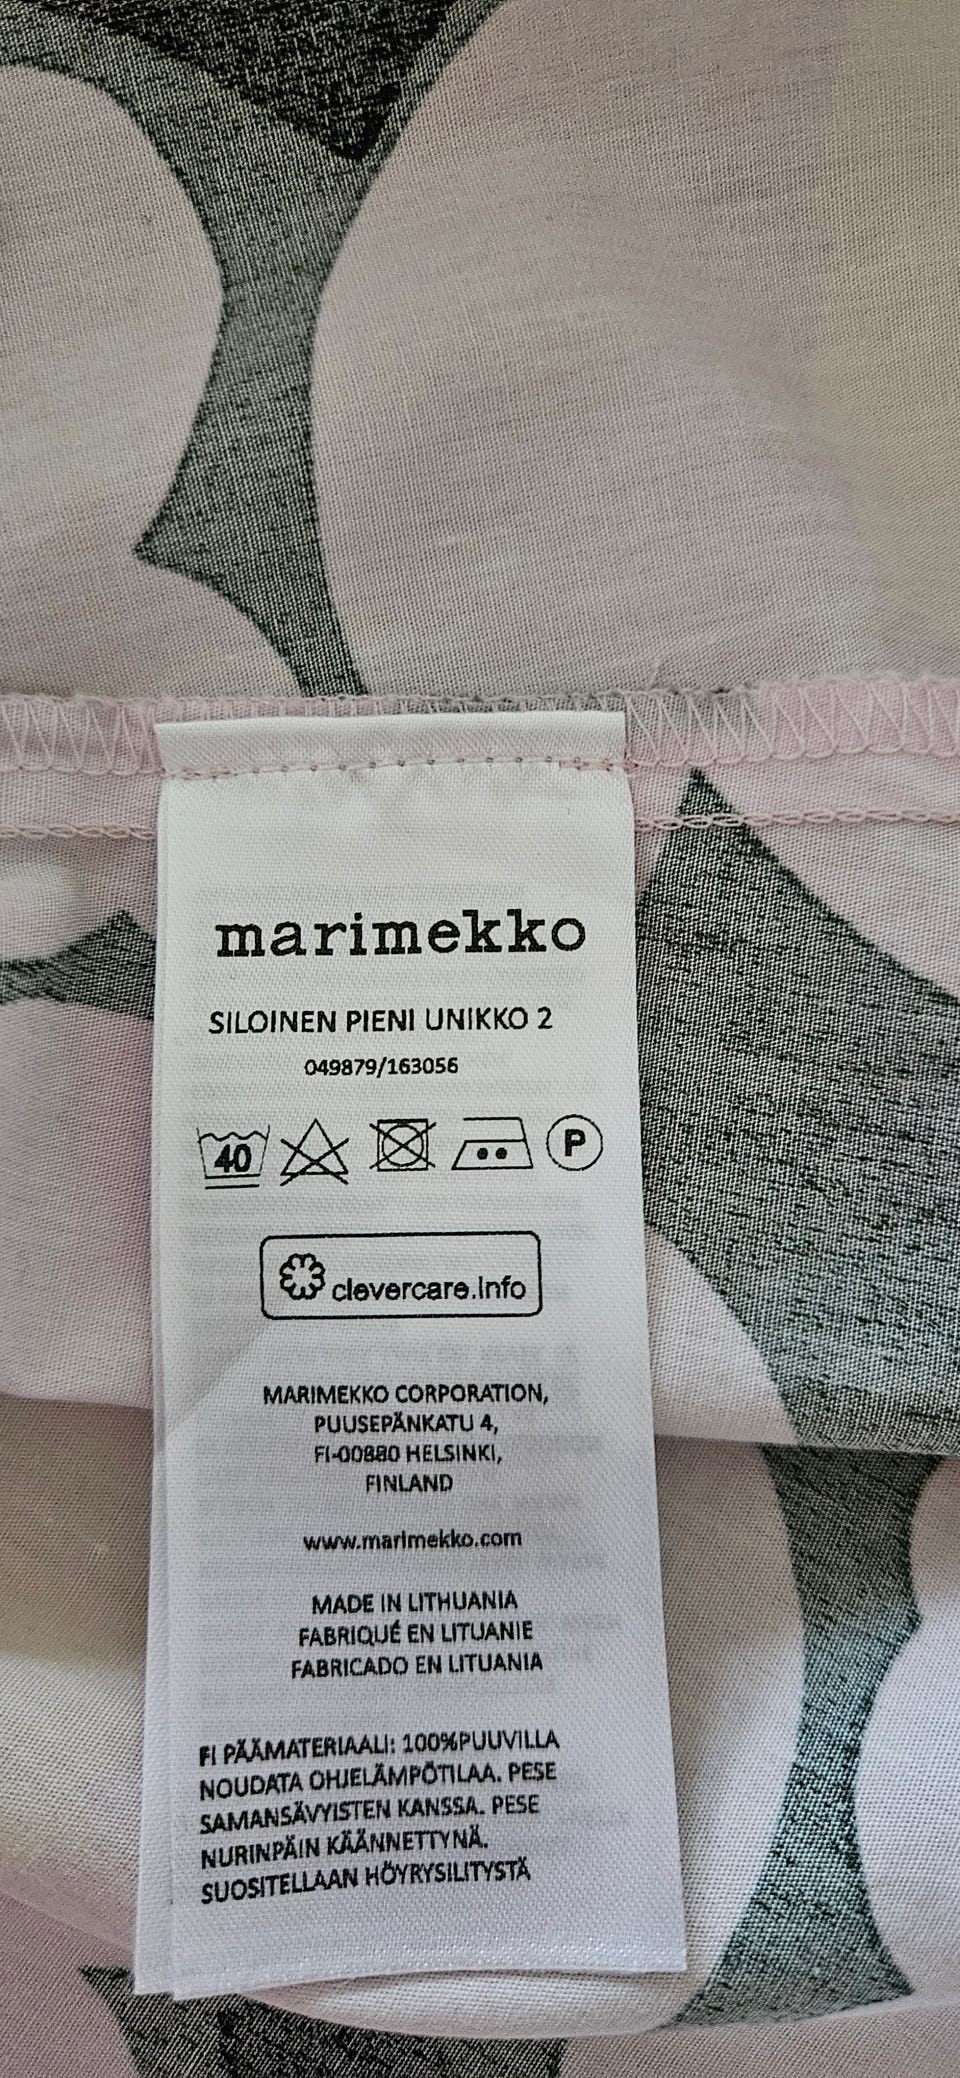 marimekko
SILOINEN PIENI UNIKKO 2
049879/163056
40 P
clevercare.info
MARIMEKKO CORPORATION,
PUUSEPÄNKATU 4,
FI-00880 HELSINKI,
FINLAND
www.marimekko.com
MADE IN LITHUANIA
FABRIQUÉ EN LITUANIE
FABRICADO EN LITUANIA
FI PÄÄMATERIAALI: 100%PUUVILLA
NOUDATA OHJELÄMPÖTILAA. PESE
SAMANSÄVYISTEN KANSSA. PESE
NURINPÄIN KÄÄNNETTYNÄ.
SUOSITELLAAN HÖYRYSILITYSTÄ